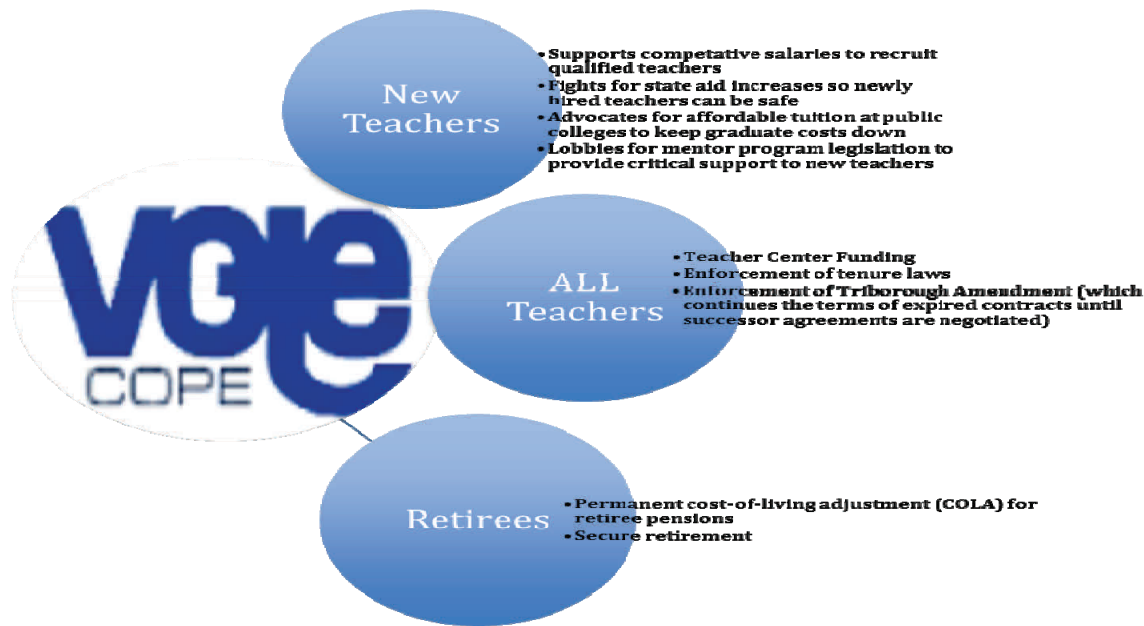 New
Teachers
• Supports competative salaries to recruit
qualified teachers
• Fights for state aid increases so newly
hired teachers can be safe
• Advocates for affordable tuition at public
colleges to keep graduate costs down
• Lobbies for mentor program legislation to
provide critical support to new teachers
vote
COPE
ALL
Teachers
• Teacher Center Funding
• Enforcement of tenure laws
• Enforcement of Triborough Amendment (which
continues the terms of expired contracts until
successor agreements are negotiated)
Retirees
• Permanent cost-of-living adjustment (COLA) for
retiree pensions
• Secure retirement